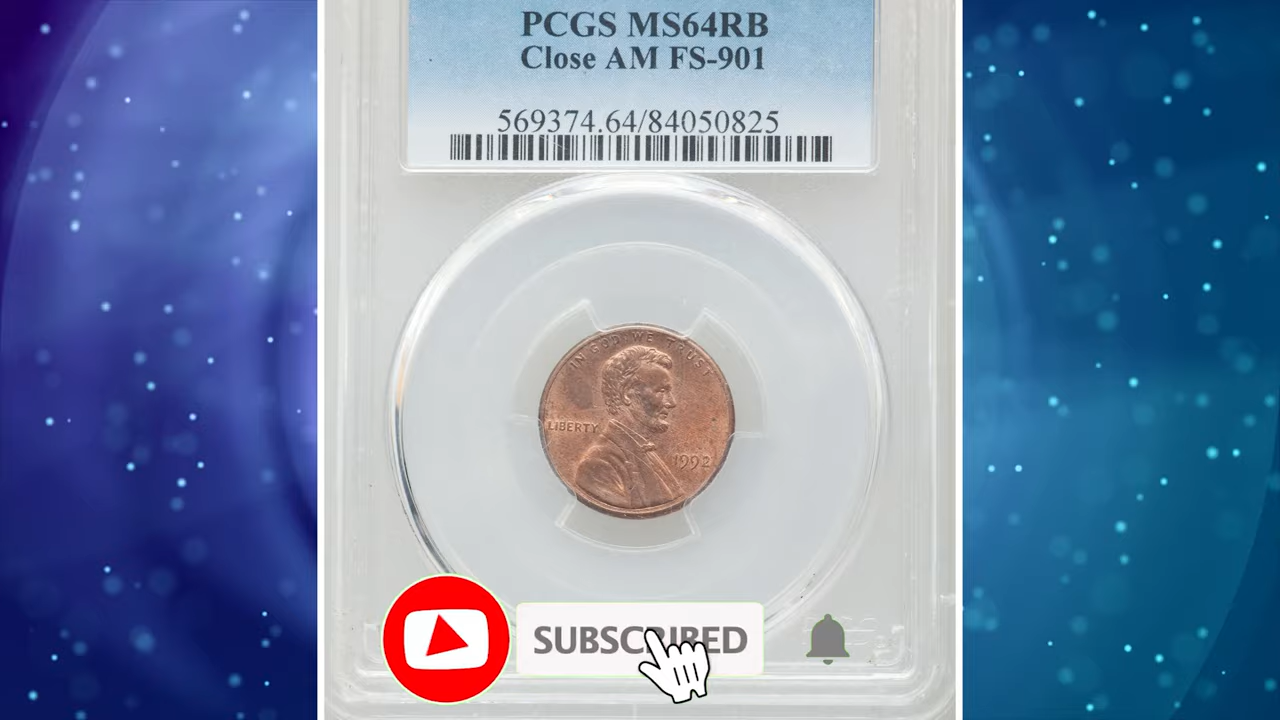 PCGS MS64RB
Close AM FS-901
569374.64/84050825
IN GOD WE TRUST
LIBERTY
1992
SUBSCRIBED